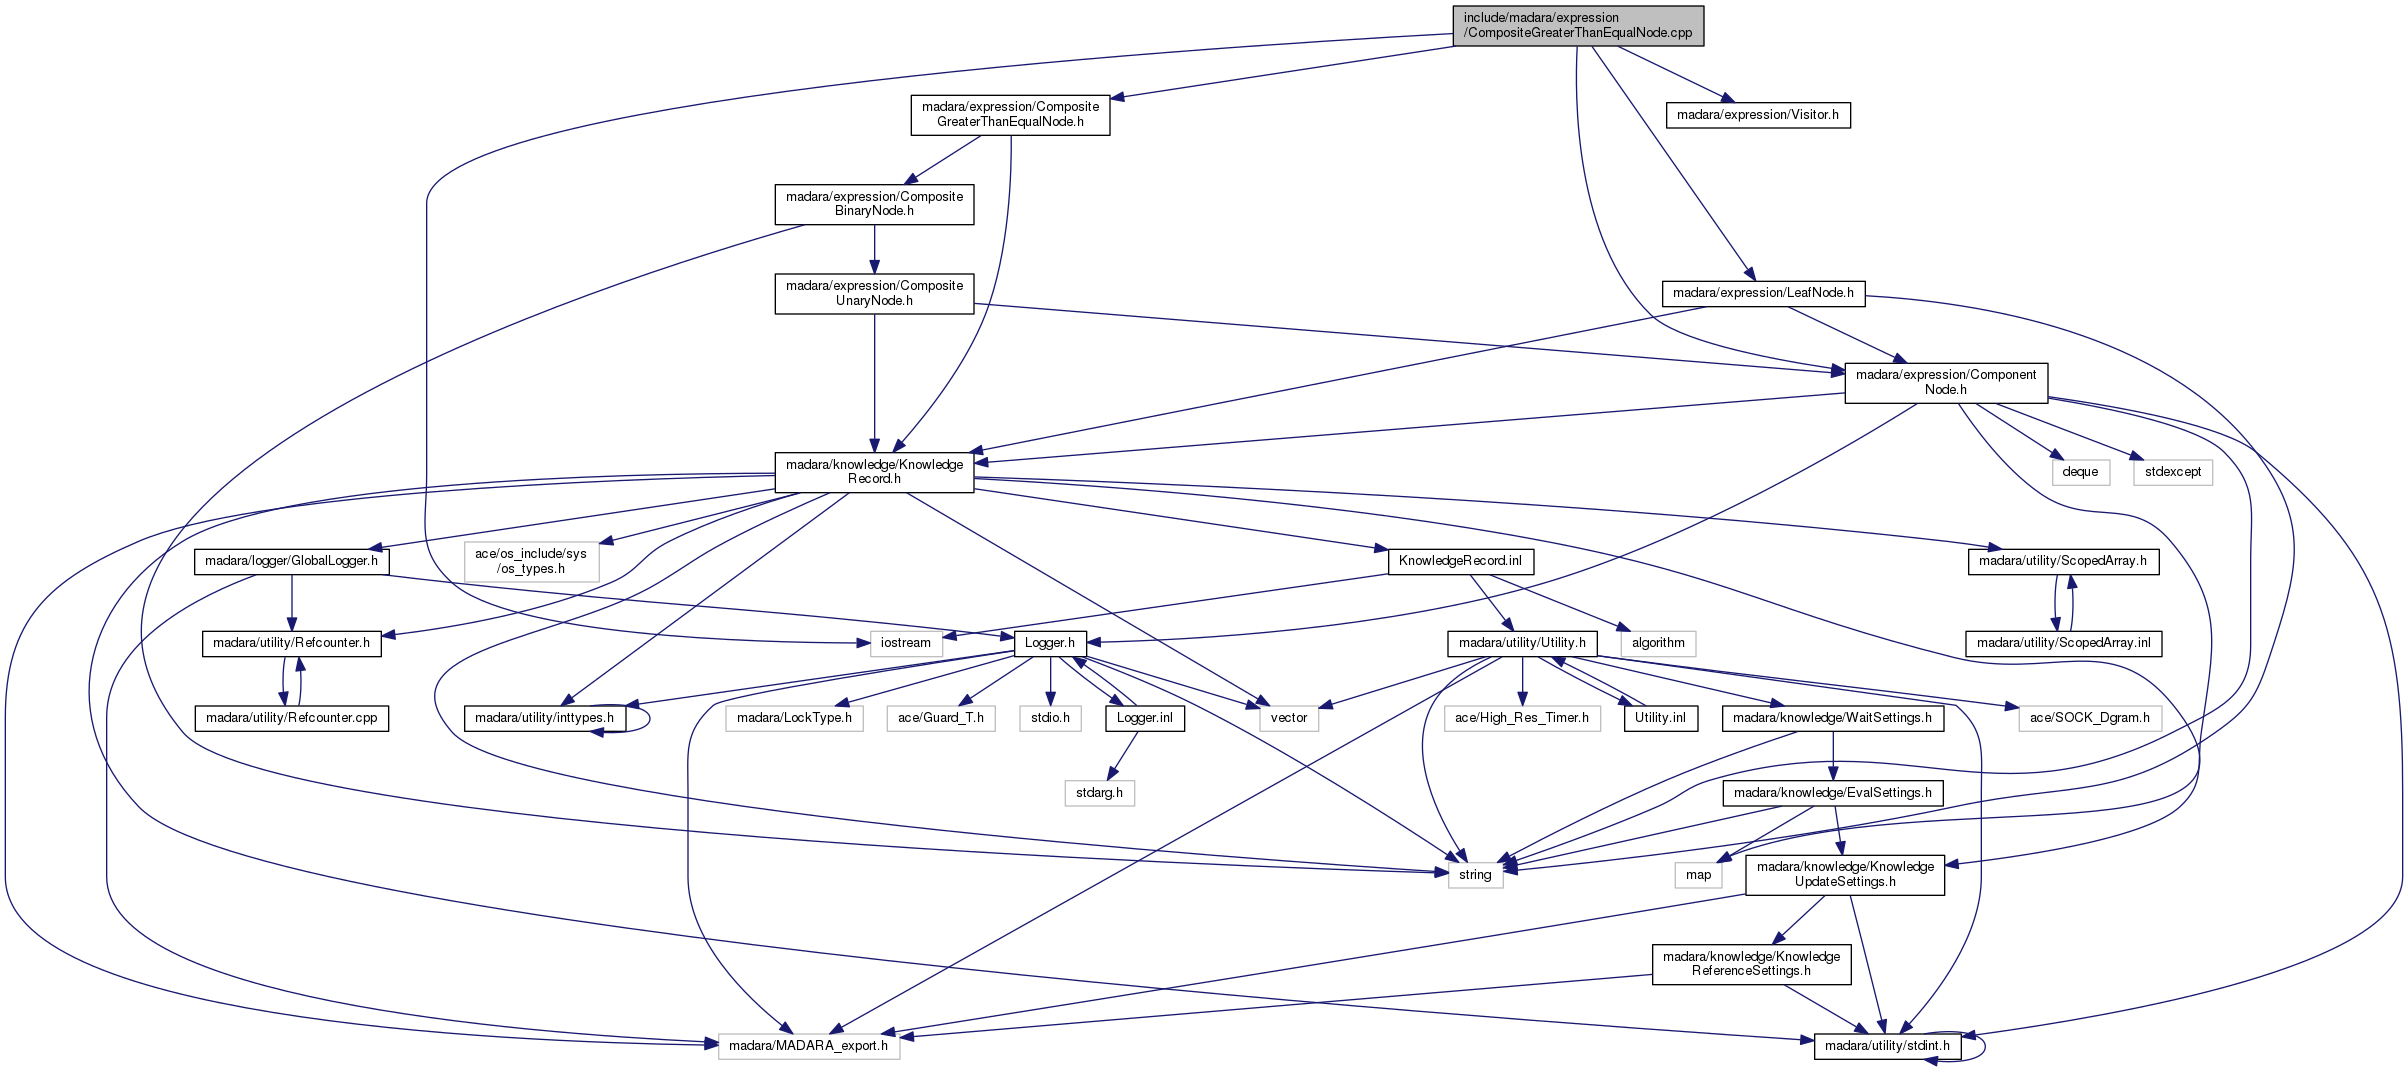 include/madara/expression
/CompositeGreaterThanEqualNode.cpp
madara/expression/Composite
GreaterThanEqualNode.h
madara/expression/Visitor.h
madara/expression/Composite
BinaryNode.h
madara/expression/Composite
UnaryNode.h
madara/expression/LeafNode.h
madara/expression/Component
Node.h
madara/knowledge/Knowledge
Record.h
deque
stdexcept
madara/logger/GlobalLogger.h
ace/os_include/sys
/os_types.h
KnowledgeRecord.inl
madara/utility/ScopedArray.h
madara/utility/Refcounter.h
iostream
Logger.h
madara/utility/Utility.h
algorithm
madara/utility/ScopedArray.inl
madara/utility/Refcounter.cpp
madara/utility/inttypes.h
madara/LockType.h
ace/Guard_T.h
stdio.h
Logger.inl
vector
ace/High_Res_Timer.h
Utility.inl
madara/knowledge/WaitSettings.h
ace/SOCK_Dgram.h
stdarg.h
madara/knowledge/EvalSettings.h
string
map
madara/knowledge/Knowledge
UpdateSettings.h
madara/knowledge/Knowledge
ReferenceSettings.h
madara/MADARA_export.h
madara/utility/stdint.h